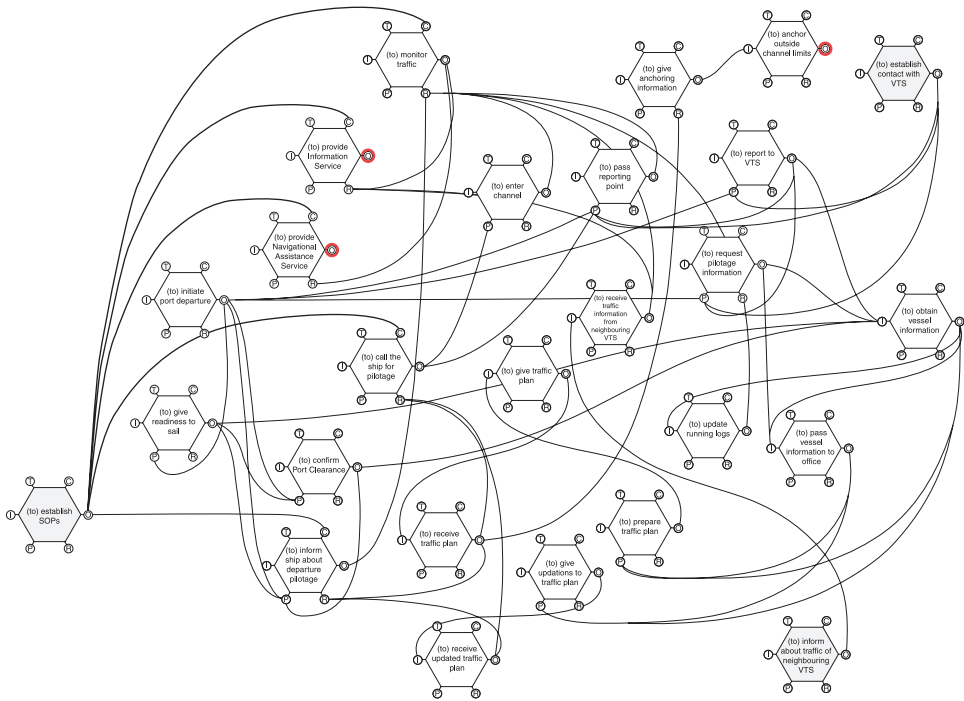 T C
(to) monitor
traffic
I O
P R
T C
(to) give
anchoring
information
I O
P R
T C
(to) anchor
outside
channel limits
I O
P R
T C
(to) establish
contact with
VTS
I O
P R
T C
(to) provide
Information
Service
I O
P R
T C
(to) enter
channel
I O
P R
T C
(to) pass
reporting
point
I O
P R
T C
(to) report to
VTS
I O
P R
T C
(to) provide
Navigational
Assistance
Service
I O
P R
T C
(to) initiate
port departure
I O
P R
T C
(to) receive
traffic
information from
neighbouring
VTS
I O
P R
T C
(to) request
pilotage
information
I O
P R
T C
(to) obtain
vessel
information
I O
P R
T C
(to) call the
ship for
pilotage
I O
P R
T C
(to) give traffic
plan
I O
P R
T C
(to) give
readiness to
sail
I O
P R
T C
(to) update
running logs
I O
P R
T C
(to) pass
vessel
information to
office
I O
P R
T C
(to) confirm
Port Clearance
I O
P R
T C
(to) establish
SOPs
I O
P R
T C
(to) inform
ship about
departure
pilotage
I O
P R
T C
(to) receive
traffic plan
I O
P R
T C
(to) prepare
traffic plan
I O
P R
T C
(to) give
updations to
traffic plan
I O
P R
T C
(to) receive
updated traffic
plan
I O
P R
T C
(to) inform
about traffic of
neighbouring
VTS
I O
P R